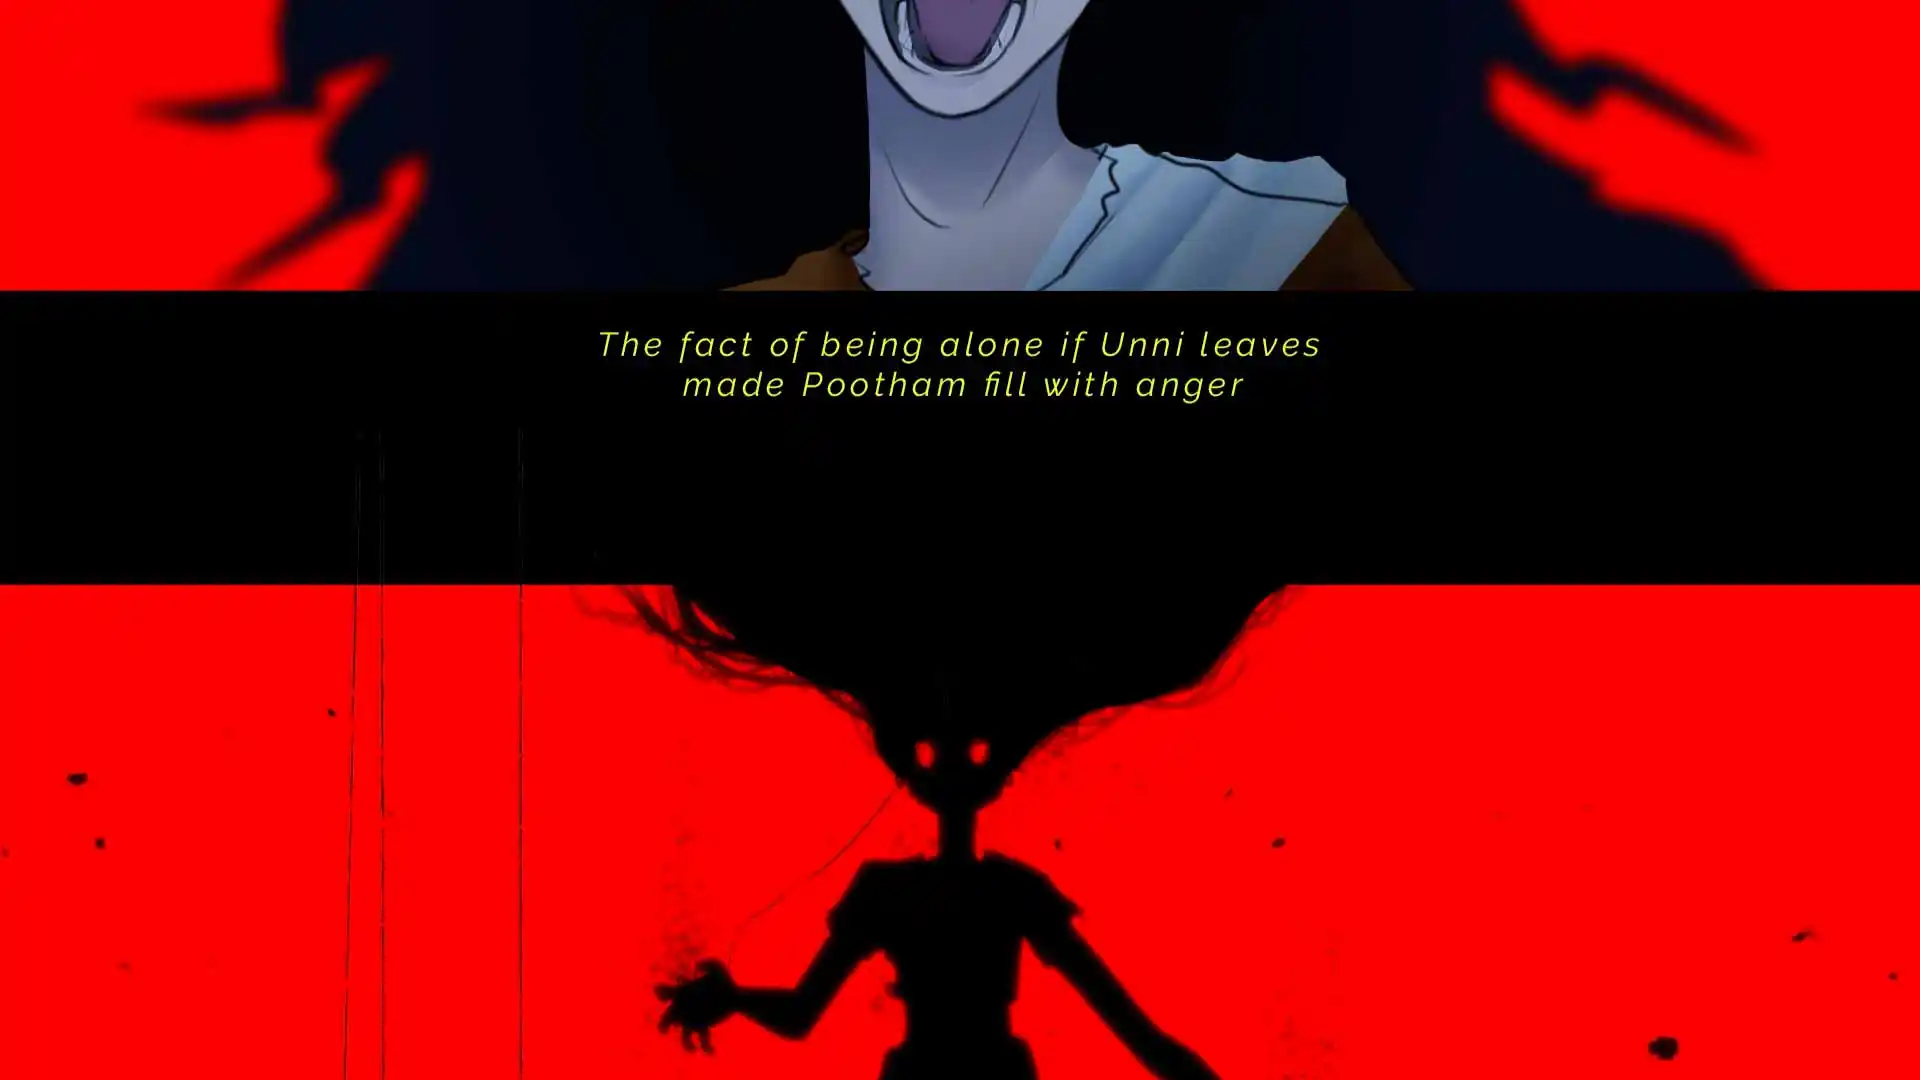 The fact of being alone if Unni leaves
made Pootham fill with anger